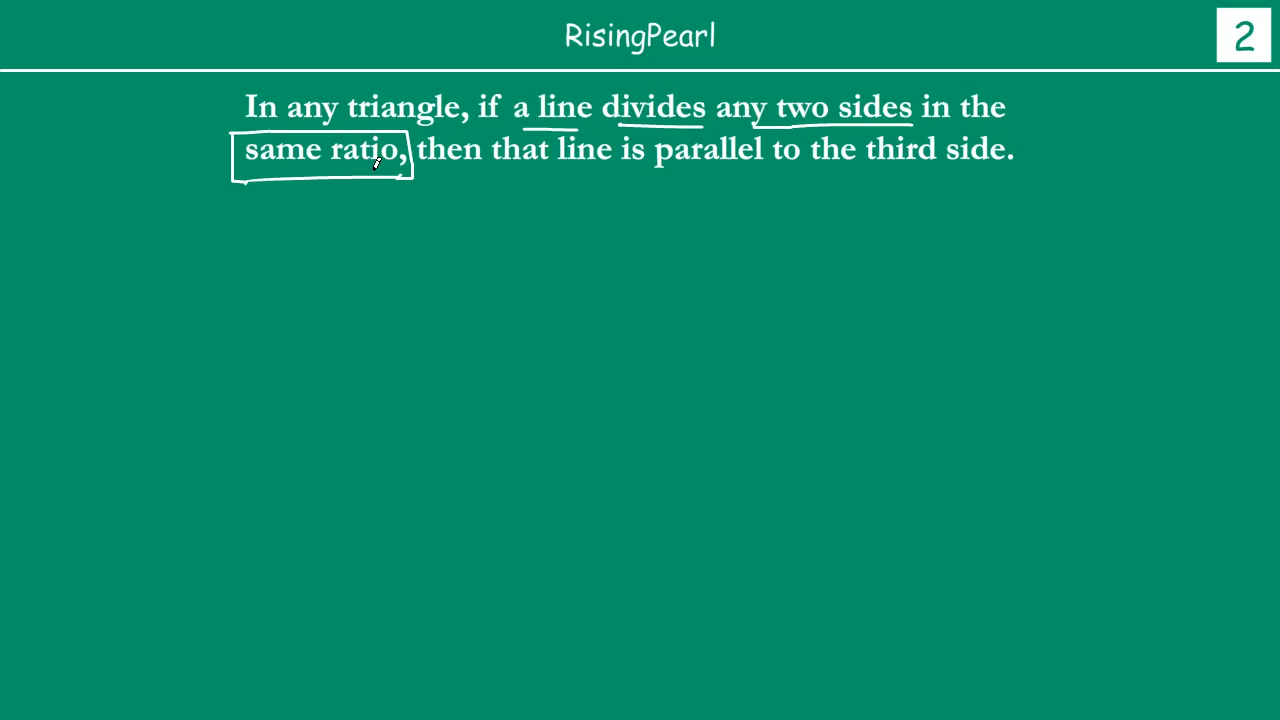 RisingPearl
2
In any triangle, if a line divides any two sides in the
same ratio, then that line is parallel to the third side.